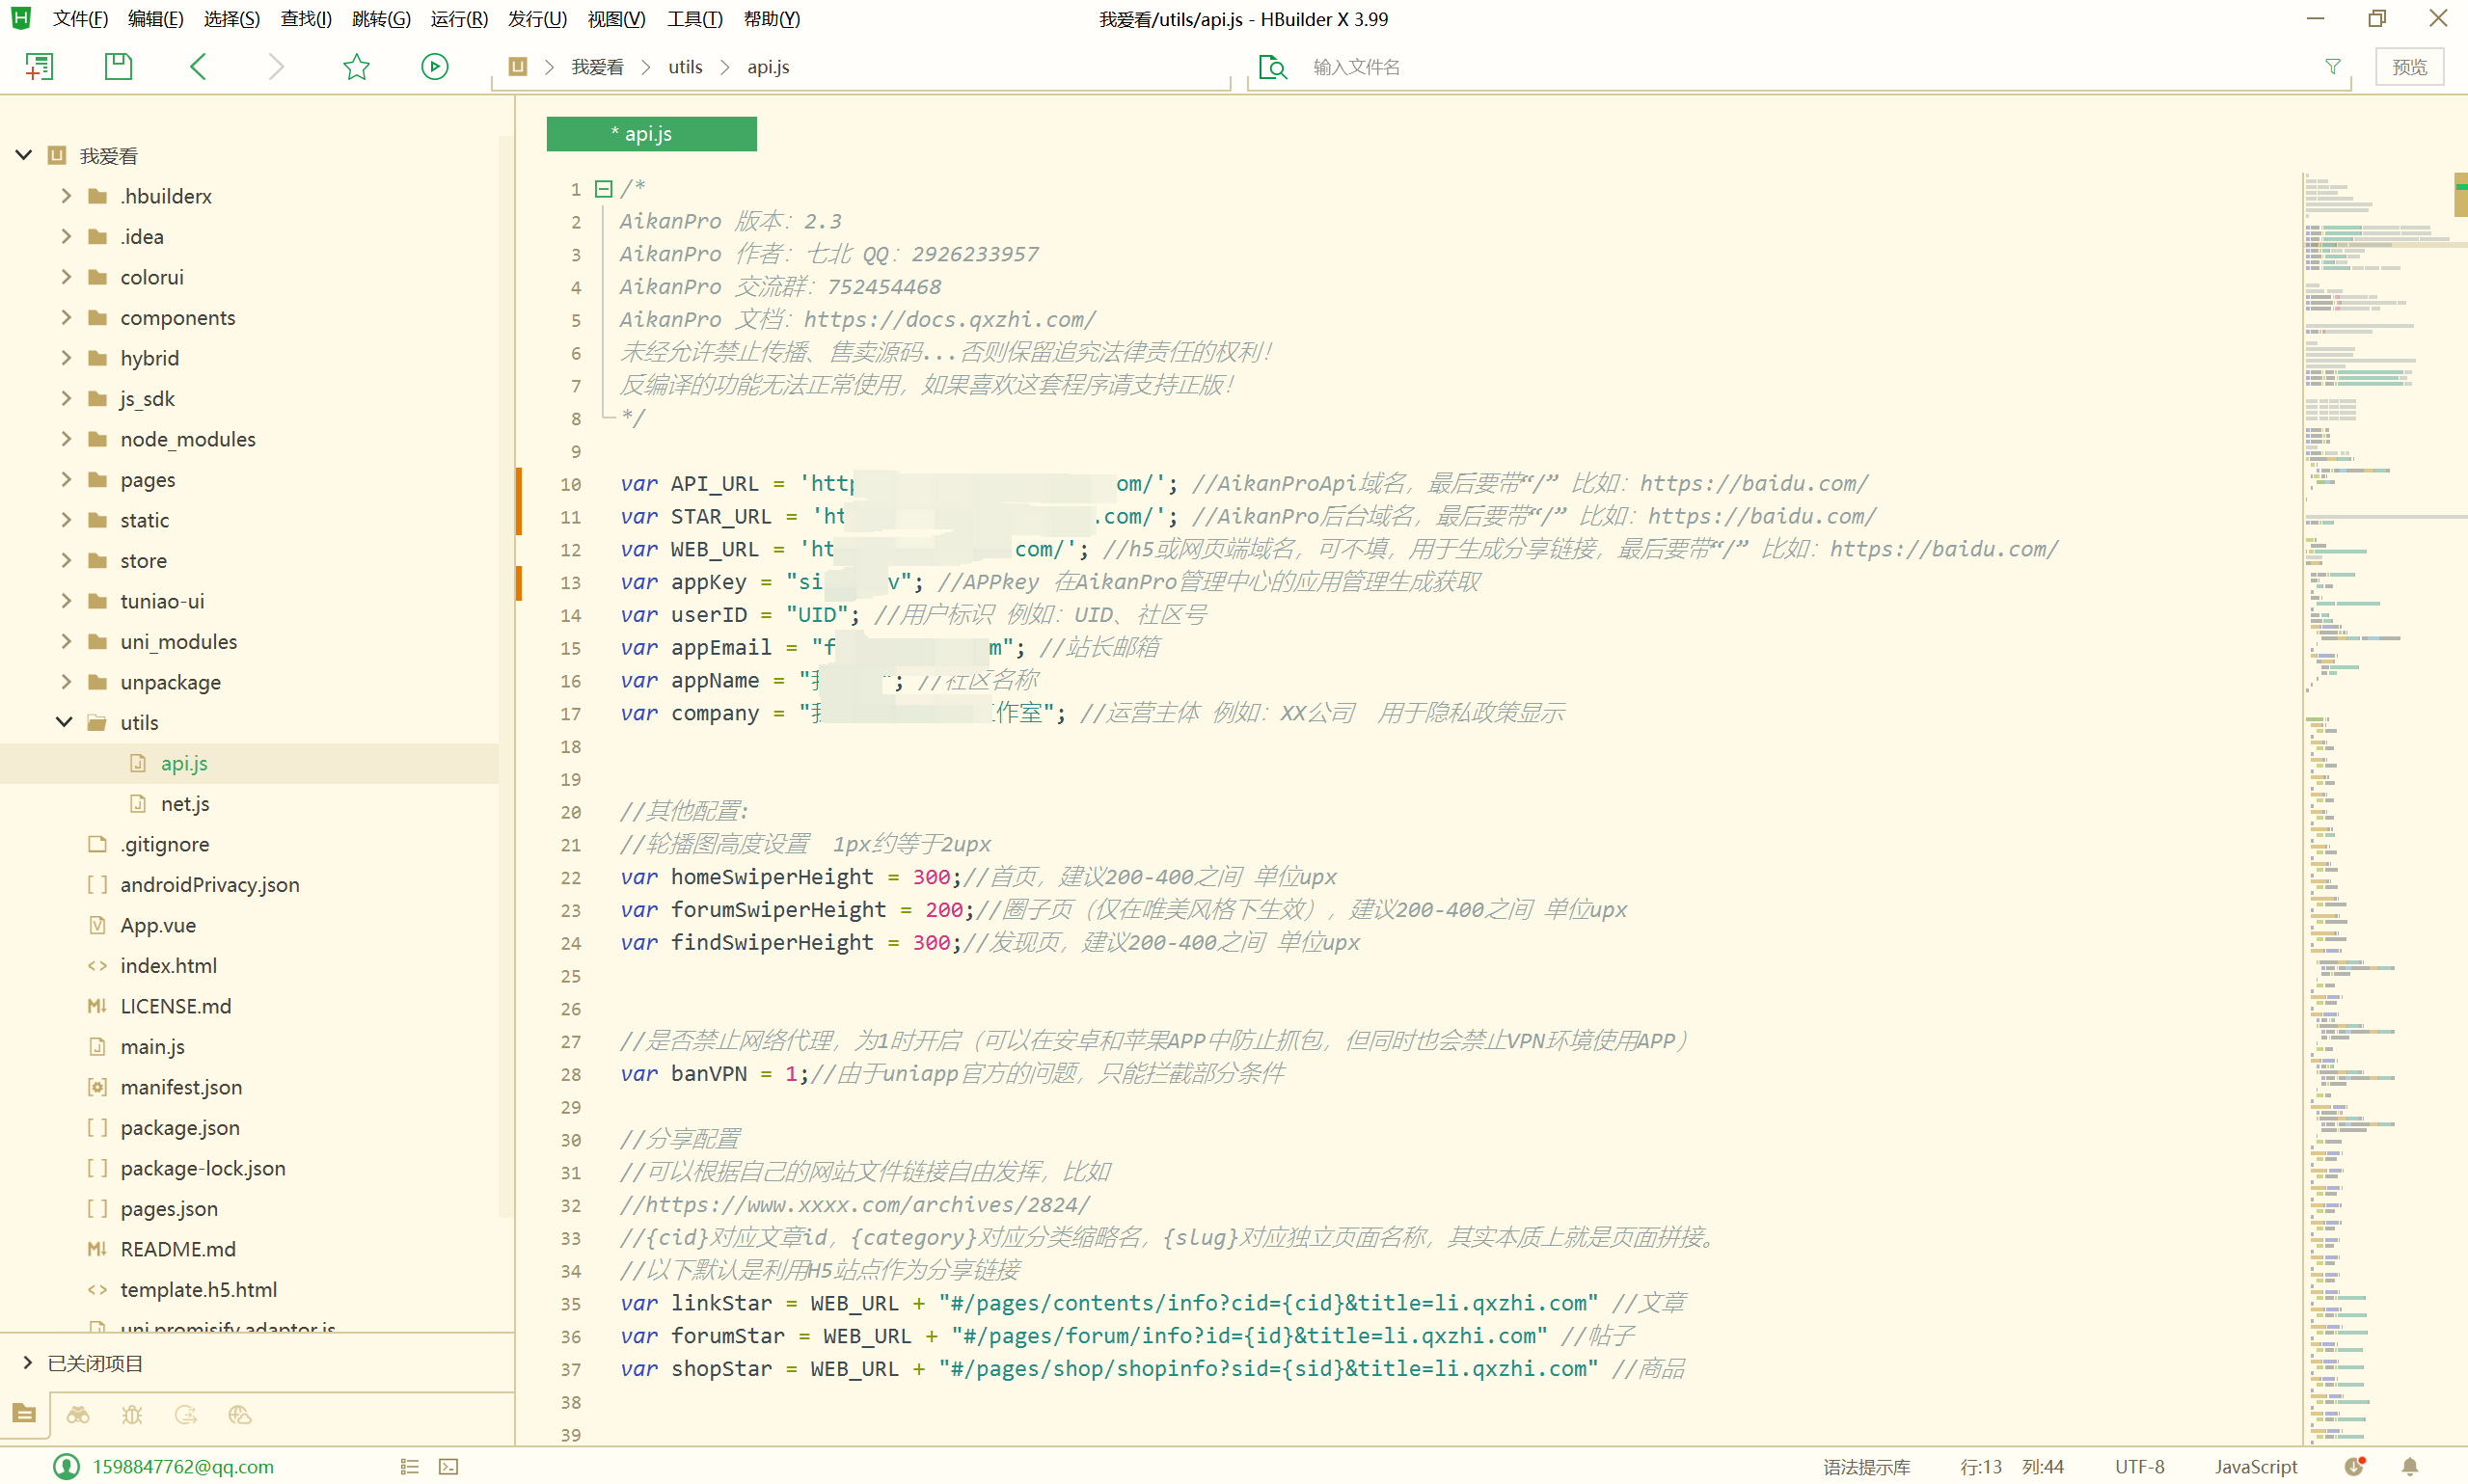 文件(F) 编辑(E) 选择(S) 查找(I) 跳转(G) 运行(R) 发行(U) 视图(V) 工具(T) 帮助(Y)
我爱看/utils/api.js - HBuilder X 3.99
我爱看 utils api.js
输入文件名
预览
我爱看
.hbuilderx
.idea
colorui
components
hybrid
js_sdk
node_modules
pages
static
store
tuniao-ui
uni_modules
unpackage
utils
api.js
net.js
.gitignore
androidPrivacy.json
App.vue
index.html
LICENSE.md
main.js
manifest.json
package.json
package-lock.json
pages.json
README.md
template.h5.html
uni.promisify.adaptor.js
已关闭项目
* api.js
1 /*
2 AikanPro 版本：2.3
3 AikanPro 作者：七北 QQ：2926233957
4 AikanPro 交流群：752454468
5 AikanPro 文档：https://docs.qxzhi.com/
6 未经允许禁止传播、售卖源码...否则保留追究法律责任的权利！
7 反编译的功能无法正常使用，如果喜欢这套程序请支持正版！
8 */
9
10 var API_URL = 'http om/'; //AikanProApi域名，最后要带“/” 比如：https://baidu.com/
11 var STAR_URL = 'ht .com/'; //AikanPro后台域名，最后要带“/” 比如：https://baidu.com/
12 var WEB_URL = 'ht com/'; //h5或网页端域名，可不填，用于生成分享链接，最后要带“/” 比如：https://baidu.com/
13 var appKey = "si v"; //APPkey 在AikanPro管理中心的应用管理生成获取
14 var userID = "UID"; //用户标识 例如：UID、社区号
15 var appEmail = "f m"; //站长邮箱
16 var appName = "我 "; //社区名称
17 var company = "我 工作室"; //运营主体 例如：XX公司  用于隐私政策显示
18
19
20 //其他配置:
21 //轮播图高度设置  1px约等于2upx
22 var homeSwiperHeight = 300;//首页，建议200-400之间 单位upx
23 var forumSwiperHeight = 200;//圈子页（仅在唯美风格下生效），建议200-400之间 单位upx
24 var findSwiperHeight = 300;//发现页，建议200-400之间 单位upx
25
26
27 //是否禁止网络代理，为1时开启（可以在安卓和苹果APP中防止抓包，但同时也会禁止VPN环境使用APP）
28 var banVPN = 1;//由于uniapp官方的问题，只能拦截部分条件
29
30 //分享配置
31 //可以根据自己的网站文件链接自由发挥，比如
32 //https://www.xxxx.com/archives/2824/
33 //{cid}对应文章id，{category}对应分类缩略名，{slug}对应独立页面名称，其实本质上就是页面拼接。
34 //以下默认是利用H5站点作为分享链接
35 var linkStar = WEB_URL + "#/pages/contents/info?cid={cid}&title=li.qxzhi.com" //文章
36 var forumStar = WEB_URL + "#/pages/forum/info?id={id}&title=li.qxzhi.com" //帖子
37 var shopStar = WEB_URL + "#/pages/shop/shopinfo?sid={sid}&title=li.qxzhi.com" //商品
38
39
1598847762@qq.com
语法提示库 行:13 列:44 UTF-8 JavaScript